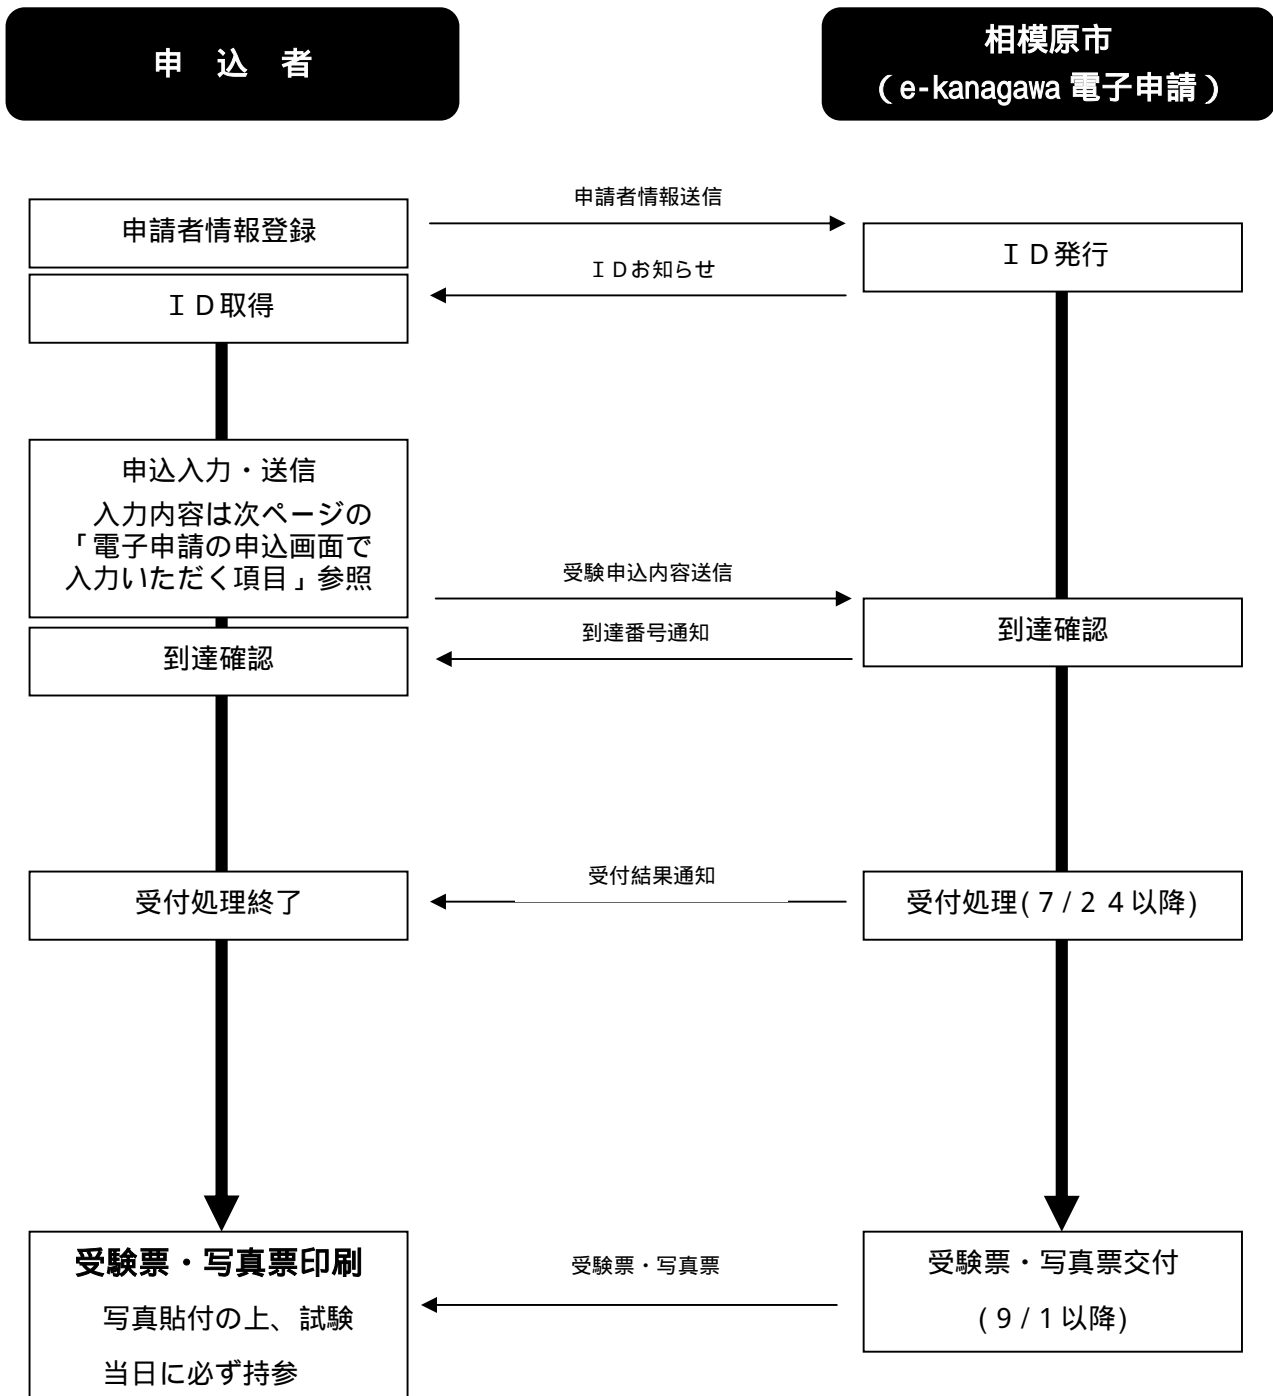 申　込　者
相模原市
（e-kanagawa 電子申請）
申請者情報送信
申請者情報登録
ＩＤ発行
ＩＤお知らせ
ＩＤ取得
申込入力・送信
入力内容は次ページの
「電子申請の申込画面で
入力いただく項目」参照
受験申込内容送信
到達確認
到達番号通知
到達確認
受付結果通知
受付処理終了
受付処理(７/２４以降)
受験票・写真票印刷
写真貼付の上、試験
当日に必ず持参
受験票・写真票
受験票・写真票交付
(９/１以降)